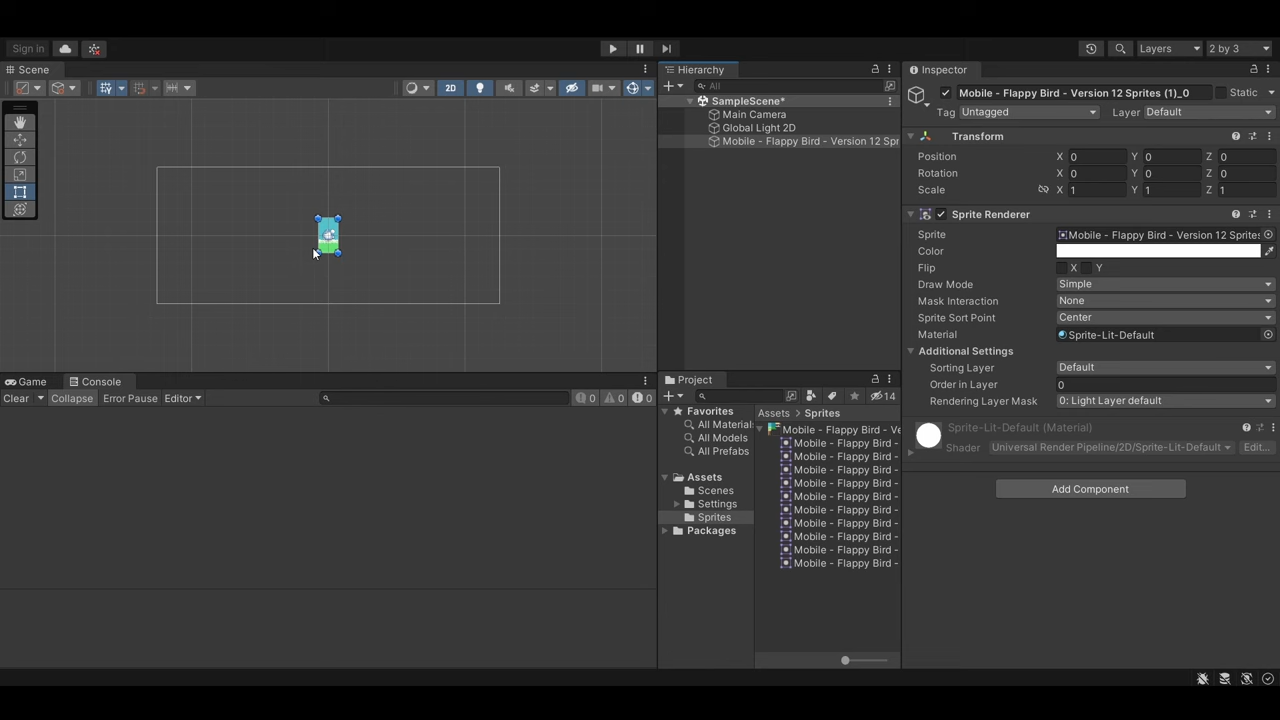 Sign in
Layers
2 by 3
Scene
2D
Hierarchy
All
SampleScene*
Main Camera
Global Light 2D
Mobile - Flappy Bird - Version 12 Spr
Inspector
Mobile - Flappy Bird - Version 12 Sprites (1)_0
Static
Tag Untagged Layer Default
Transform
Position X 0 Y 0 Z 0
Rotation X 0 Y 0 Z 0
Scale X 1 Y 1 Z 1
Sprite Renderer
Sprite Mobile - Flappy Bird - Version 12 Sprites
Color
Flip X Y
Draw Mode Simple
Mask Interaction None
Sprite Sort Point Center
Material Sprite-Lit-Default
Additional Settings
Sorting Layer Default
Order in Layer 0
Rendering Layer Mask 0: Light Layer default
Sprite-Lit-Default (Material)
Shader Universal Render Pipeline/2D/Sprite-Lit-Default Edit...
Add Component
Game Console
Clear Collapse Error Pause Editor 0 0 0
Project
14
Favorites
All Material
All Models
All Prefabs
Assets
Scenes
Settings
Sprites
Packages
Assets > Sprites
Mobile - Flappy Bird - Ve
Mobile - Flappy Bird -
Mobile - Flappy Bird -
Mobile - Flappy Bird -
Mobile - Flappy Bird -
Mobile - Flappy Bird -
Mobile - Flappy Bird -
Mobile - Flappy Bird -
Mobile - Flappy Bird -
Mobile - Flappy Bird -
Mobile - Flappy Bird -